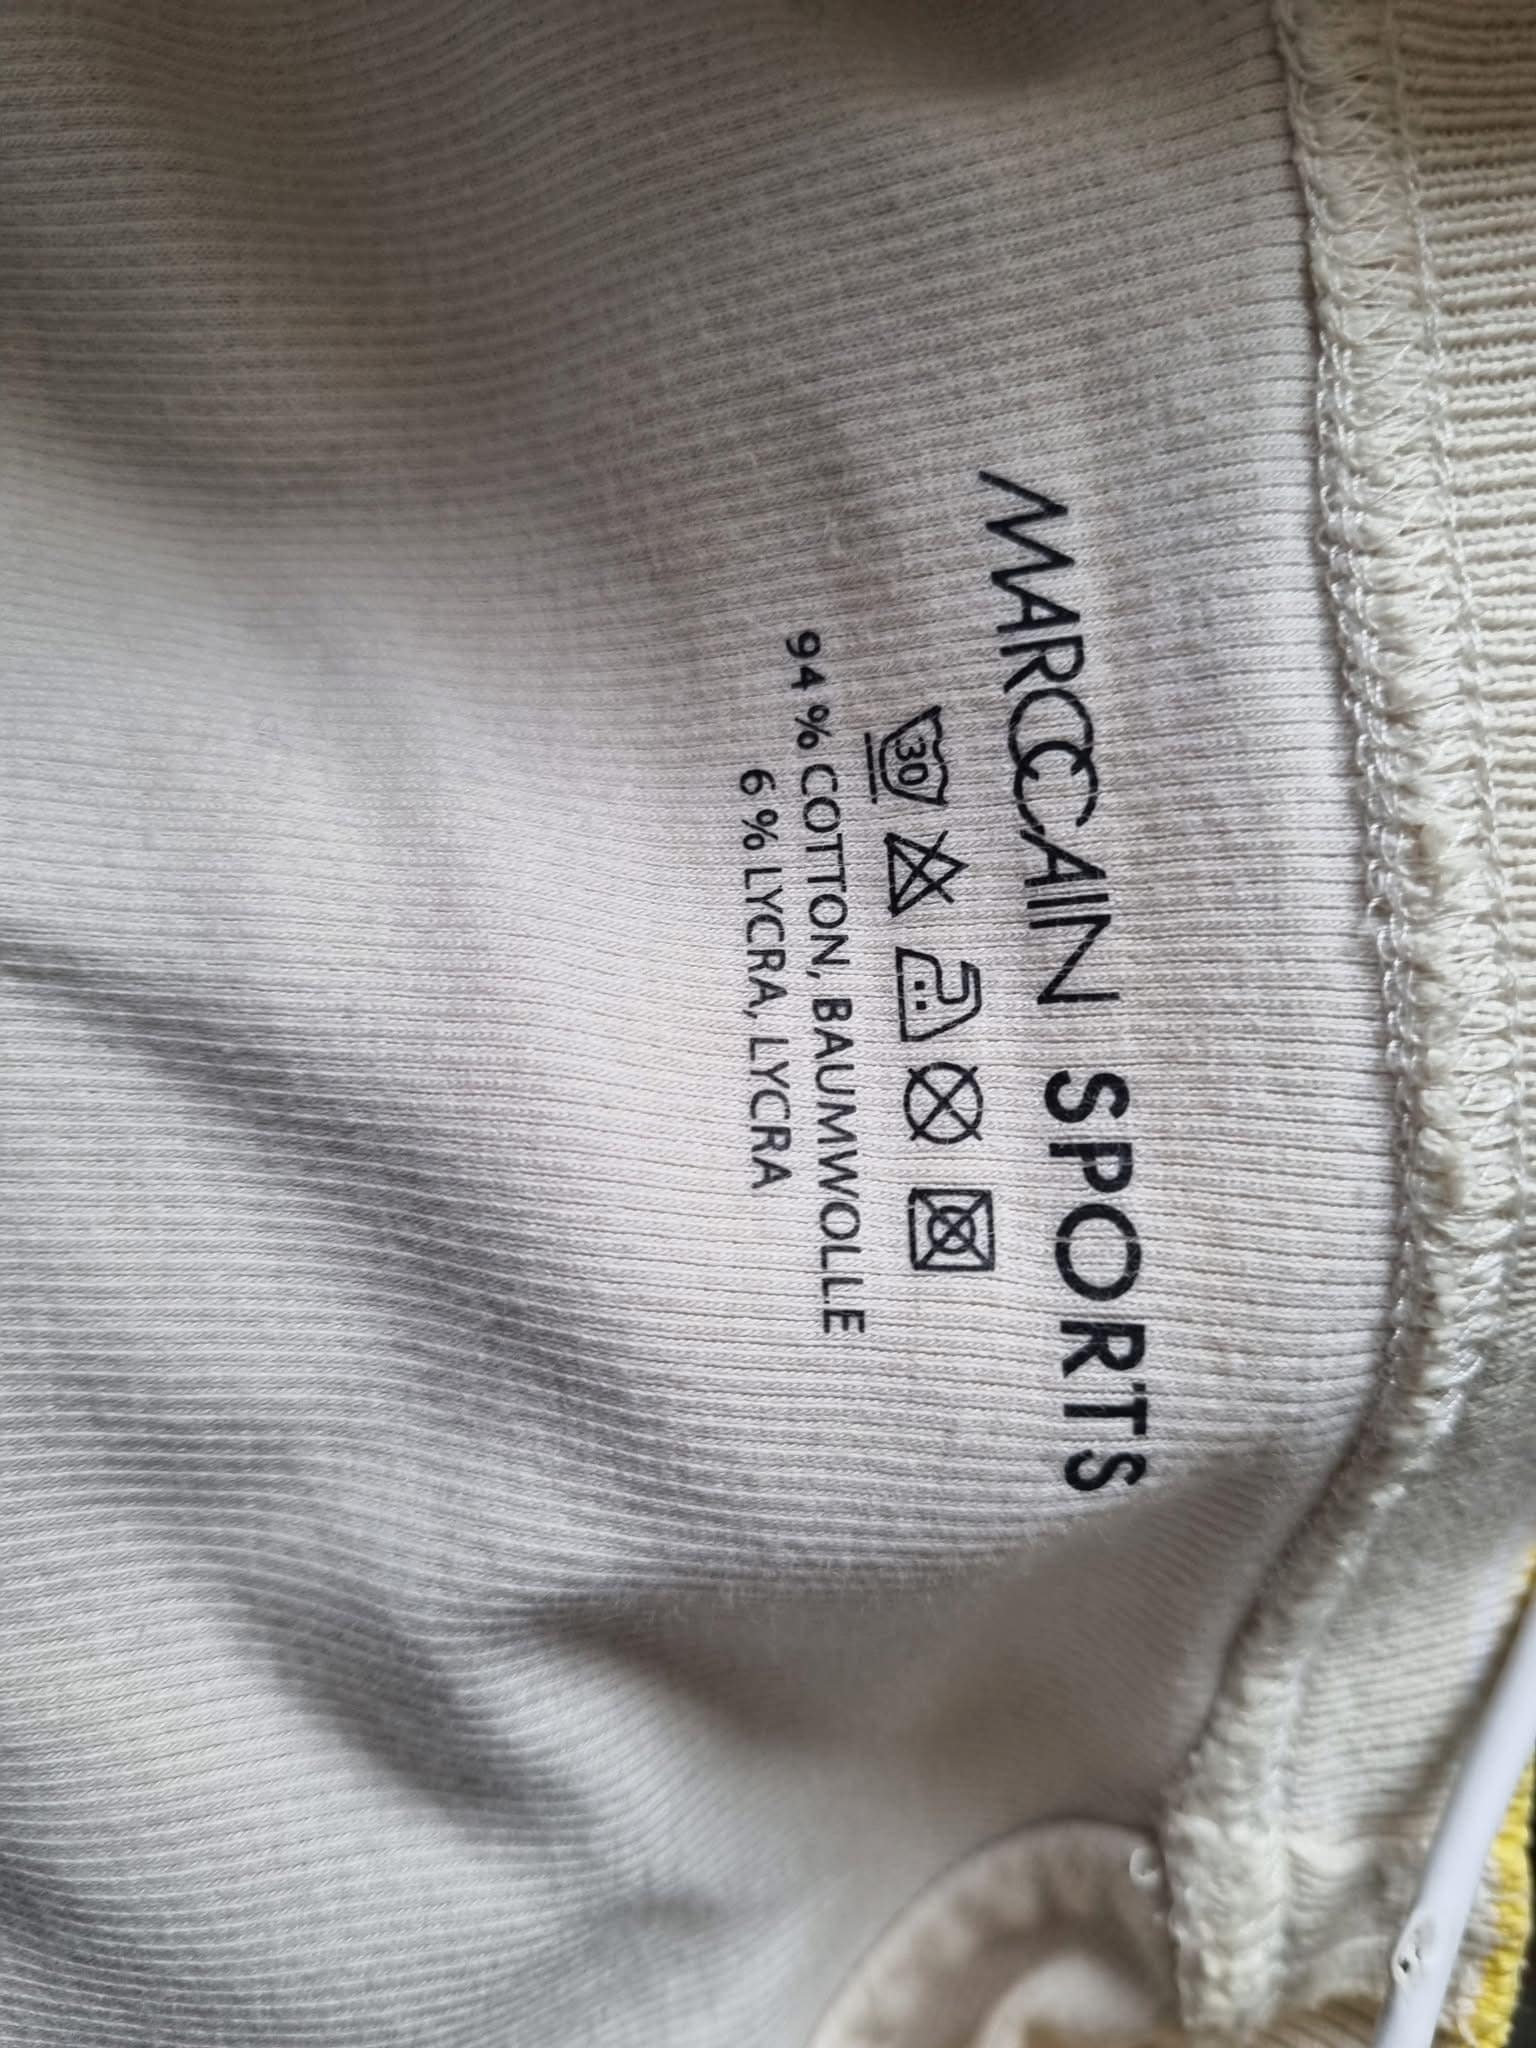 MARCCAIN SPORTS
30
94 % COTTON, BAUMWOLLE
6 % LYCRA, LYCRA